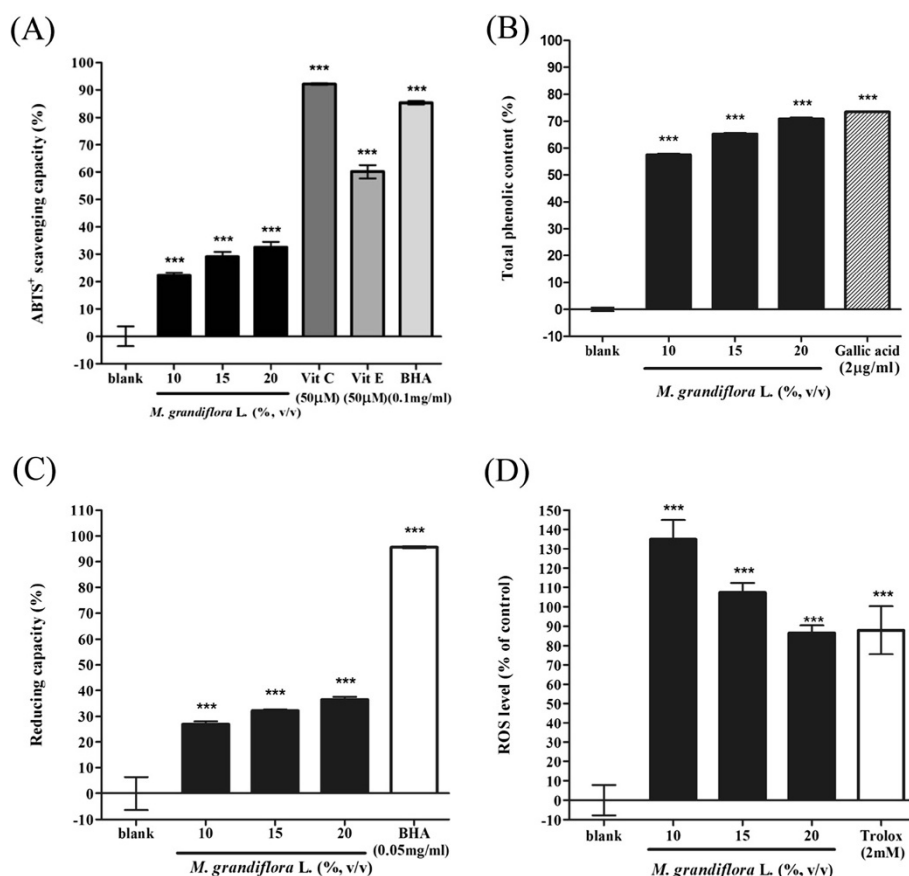 (A)
ABTS⁺ scavenging capacity (%)
100
90
80
70
60
50
40
30
20
10
0
-10
*** *** *** *** *** ***
blank 10 15 20 Vit C Vit E BHA
(50μM) (50μM) (0.1mg/ml)
M. grandiflora L. (%, v/v)
(B)
Total phenolic content (%)
100
90
80
70
60
50
40
30
20
10
0
-10
*** *** *** ***
blank 10 15 20 Gallic acid
(2μg/ml)
M. grandiflora L. (%, v/v)
(C)
Reducing capacity (%)
110
100
90
80
70
60
50
40
30
20
10
0
-10
*** *** *** ***
blank 10 15 20 BHA
(0.05mg/ml)
M. grandiflora L. (%, v/v)
(D)
ROS level (% of control)
150
140
130
120
110
100
90
80
70
60
50
40
30
20
10
0
-10
*** *** *** ***
blank 10 15 20 Trolox
(2mM)
M. grandiflora L. (%, v/v)